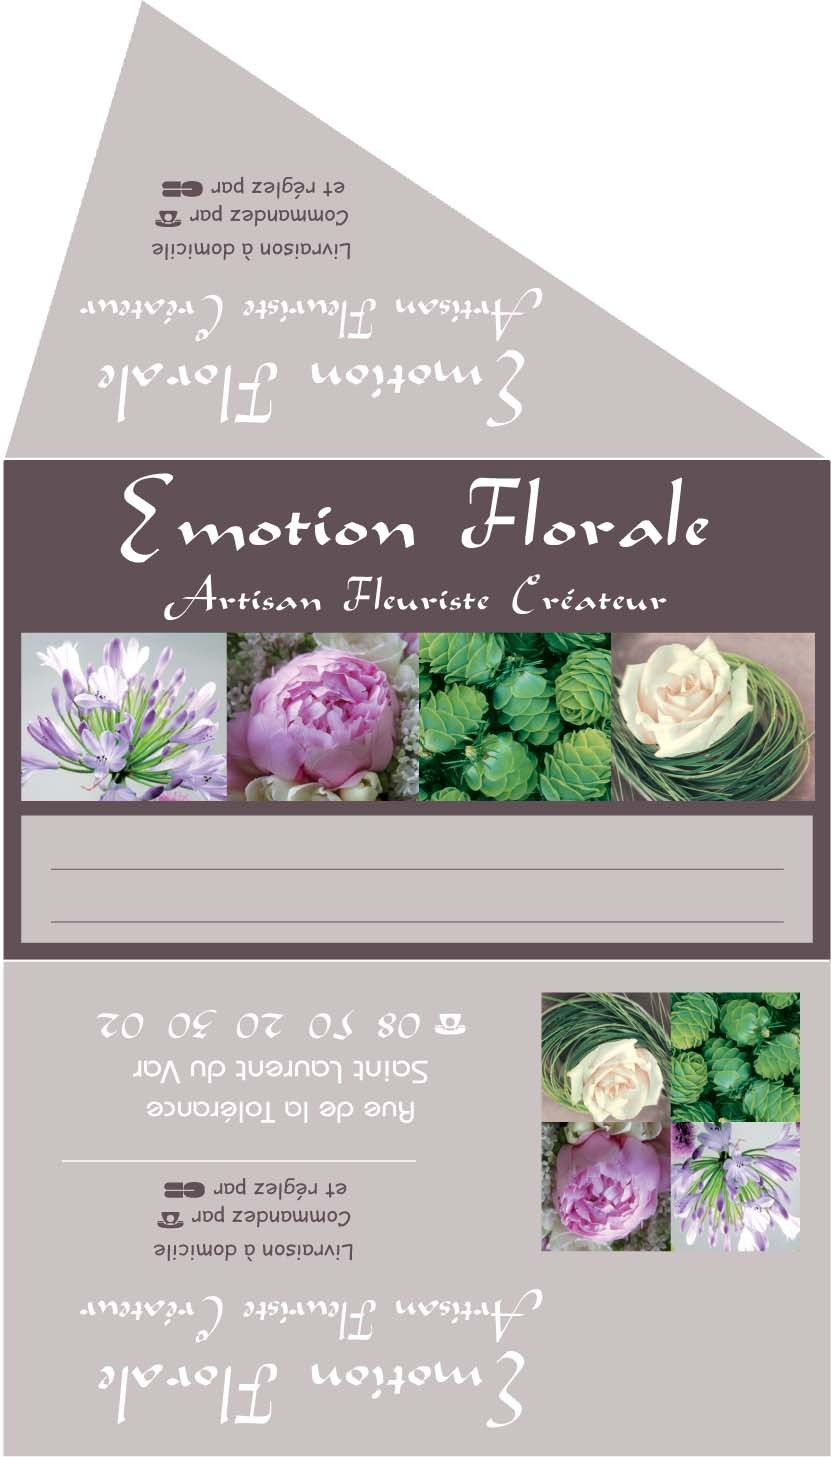 Emotion Florale
Artisan Fleuriste Créateur
Livraison à domicile
Commandez par
et réglez par
Emotion Florale
Artisan Fleuriste Créateur
Emotion Florale
Artisan Fleuriste Créateur
Livraison à domicile
Commandez par
et réglez par
Rue de la Tolérance
Saint Laurent du Var
08 70 20 30 02